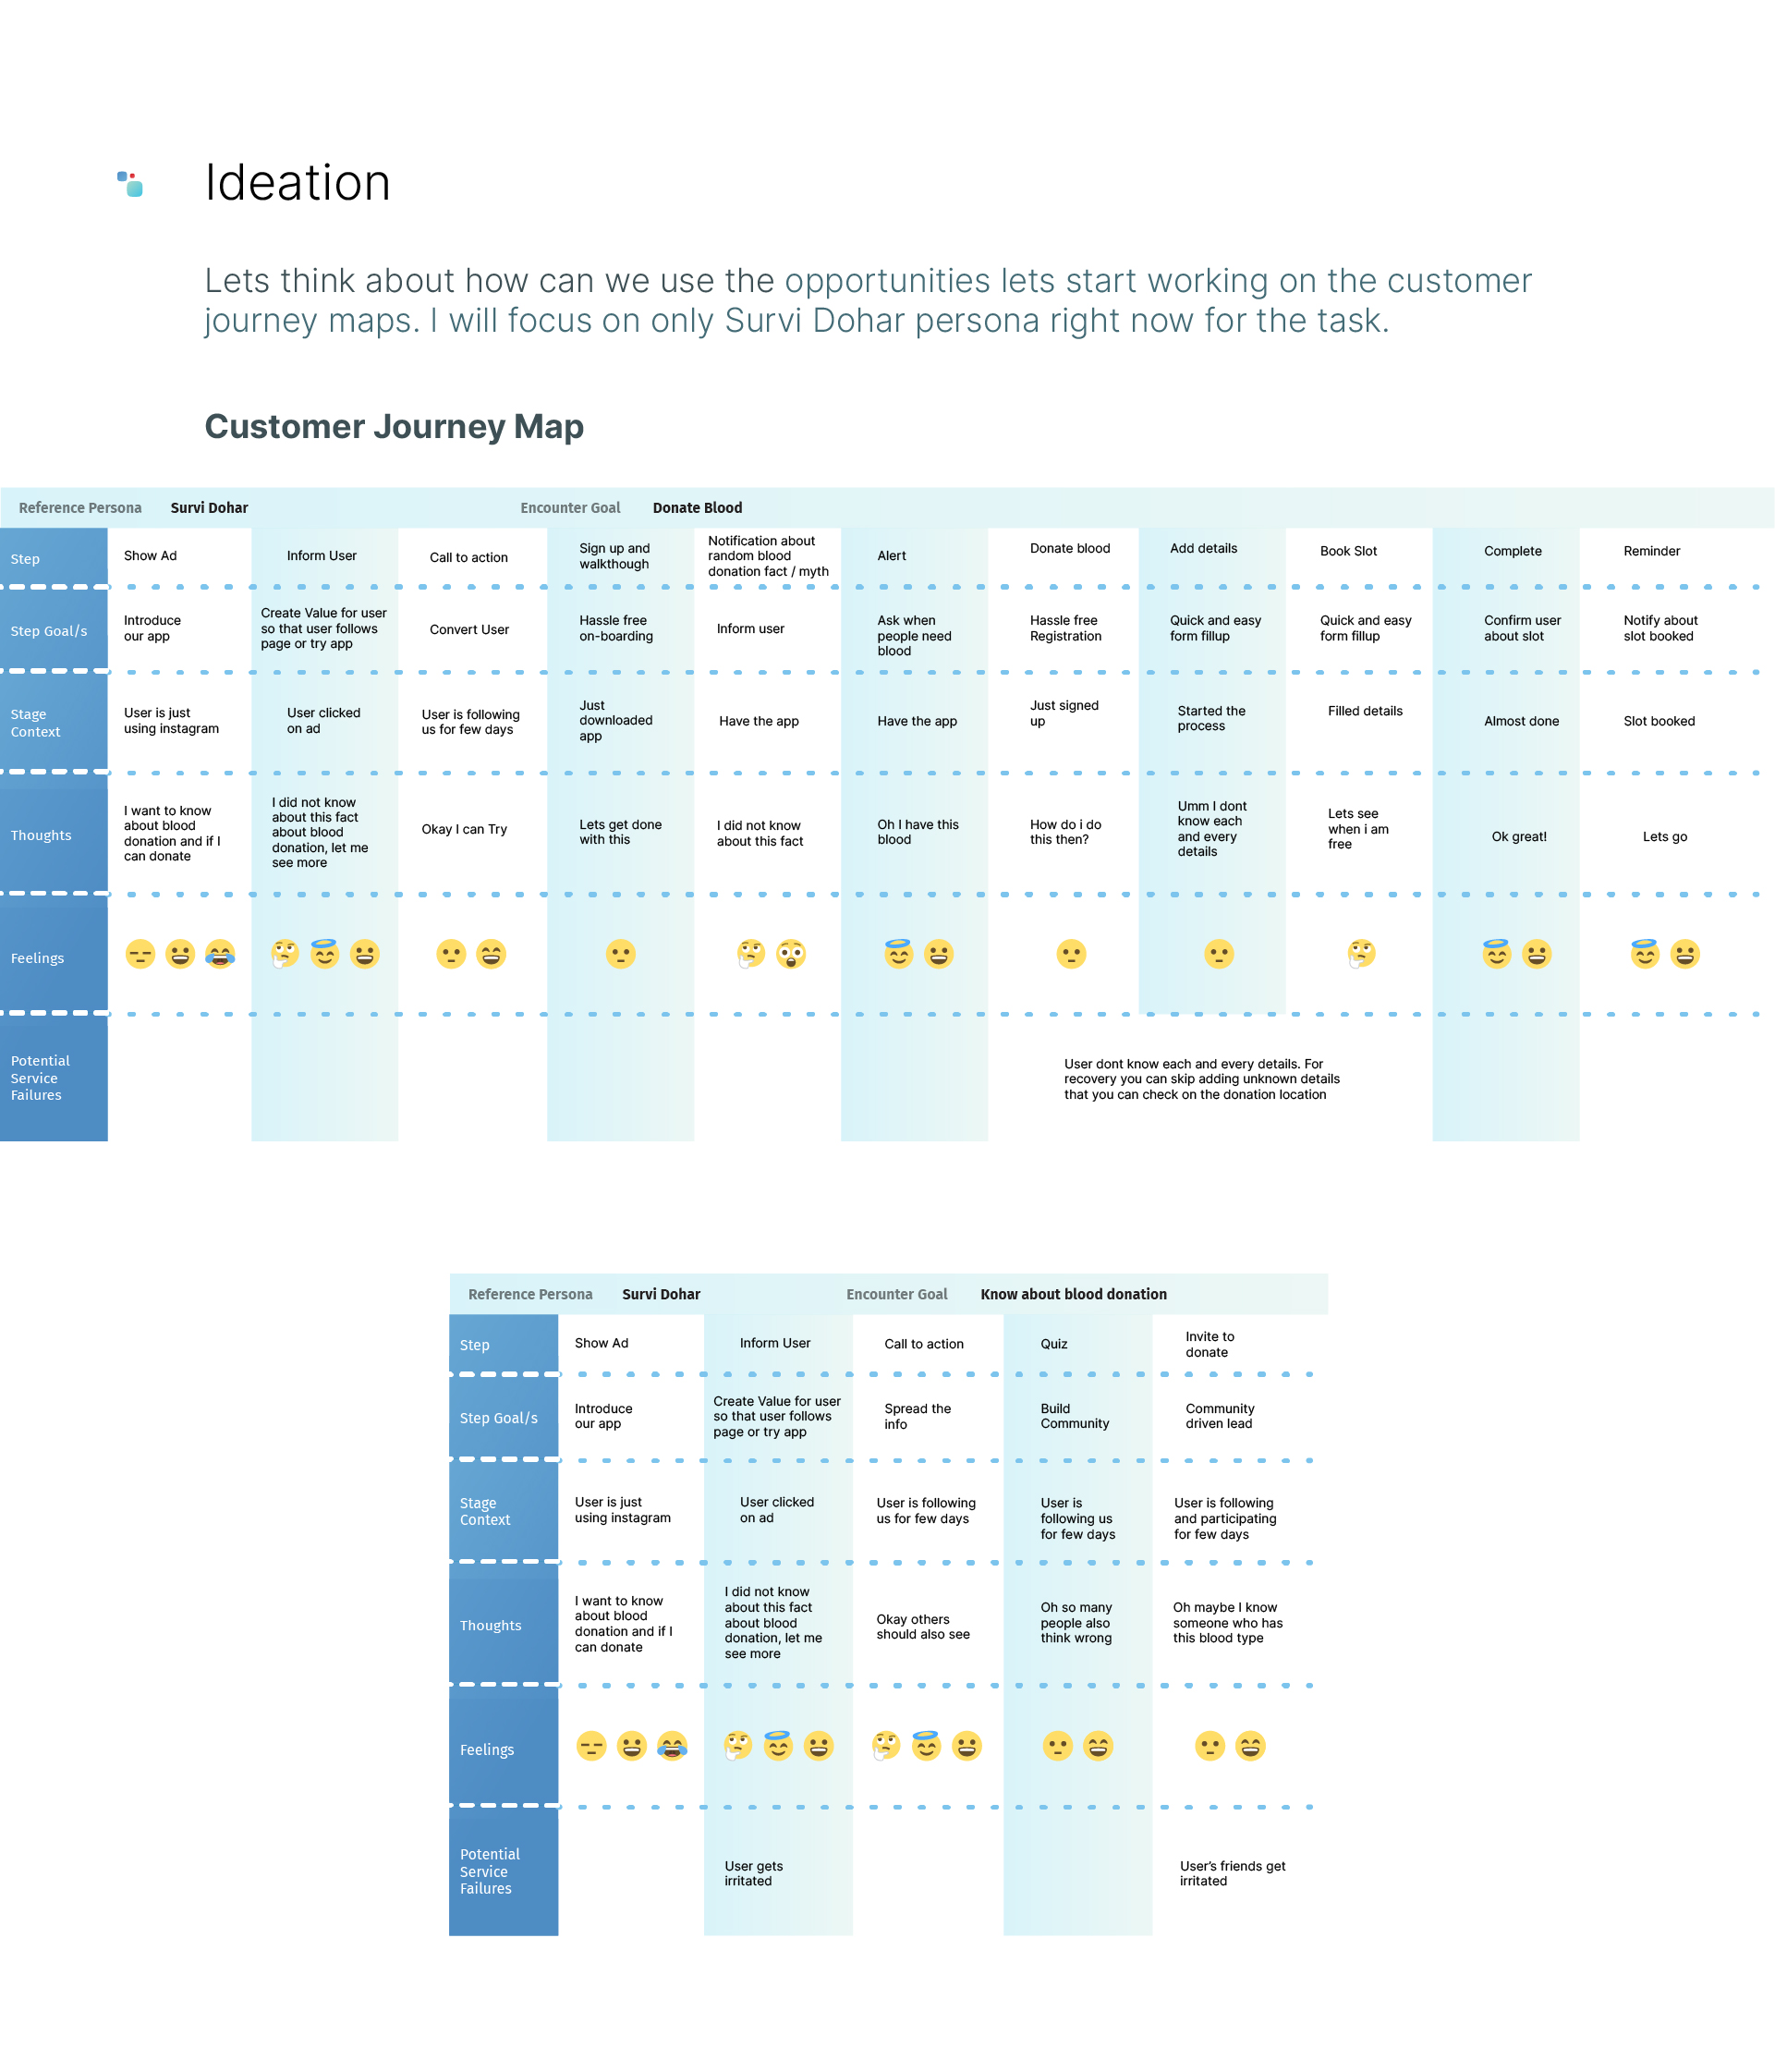 Ideation
Lets think about how can we use the opportunities lets start working on the customer
journey maps. I will focus on only Survi Dohar persona right now for the task.
Customer Journey Map
Reference Persona Survi Dohar Encounter Goal Donate Blood
Step
Show Ad
Inform User
Call to action
Sign up and
walkthough
Notification about
random blood
donation fact / myth
Alert
Donate blood
Add details
Book Slot
Complete
Reminder
Step Goal/s
Introduce
our app
Create Value for user
so that user follows
page or try app
Convert User
Hassle free
on-boarding
Inform user
Ask when
people need
blood
Hassle free
Registration
Quick and easy
form fillup
Quick and easy
form fillup
Confirm user
about slot
Notify about
slot booked
Stage
Context
User is just
using instagram
User clicked
on ad
User is following
us for few days
Just
downloaded
app
Have the app
Have the app
Just signed
up
Started the
process
Filled details
Almost done
Slot booked
Thoughts
I want to know
about blood
donation and if I
can donate
I did not know
about this fact
about blood
donation, let me
see more
Okay I can Try
Lets get done
with this
I did not know
about this fact
Oh I have this
blood
How do i do
this then?
Umm I dont
know each
and every
details
Lets see
when i am
free
Ok great!
Lets go
Feelings
Potential
Service
Failures
User dont know each and every details. For
recovery you can skip adding unknown details
that you can check on the donation location
Reference Persona Survi Dohar Encounter Goal Know about blood donation
Step
Show Ad
Inform User
Call to action
Quiz
Invite to
donate
Step Goal/s
Introduce
our app
Create Value for user
so that user follows
page or try app
Spread the
info
Build
Community
Community
driven lead
Stage
Context
User is just
using instagram
User clicked
on ad
User is following
us for few days
User is
following us
for few days
User is following
and participating
for few days
Thoughts
I want to know
about blood
donation and if I
can donate
I did not know
about this fact
about blood
donation, let me
see more
Okay others
should also see
Oh so many
people also
think wrong
Oh maybe I know
someone who has
this blood type
Feelings
Potential
Service
Failures
User gets
irritated
User's friends get
irritated